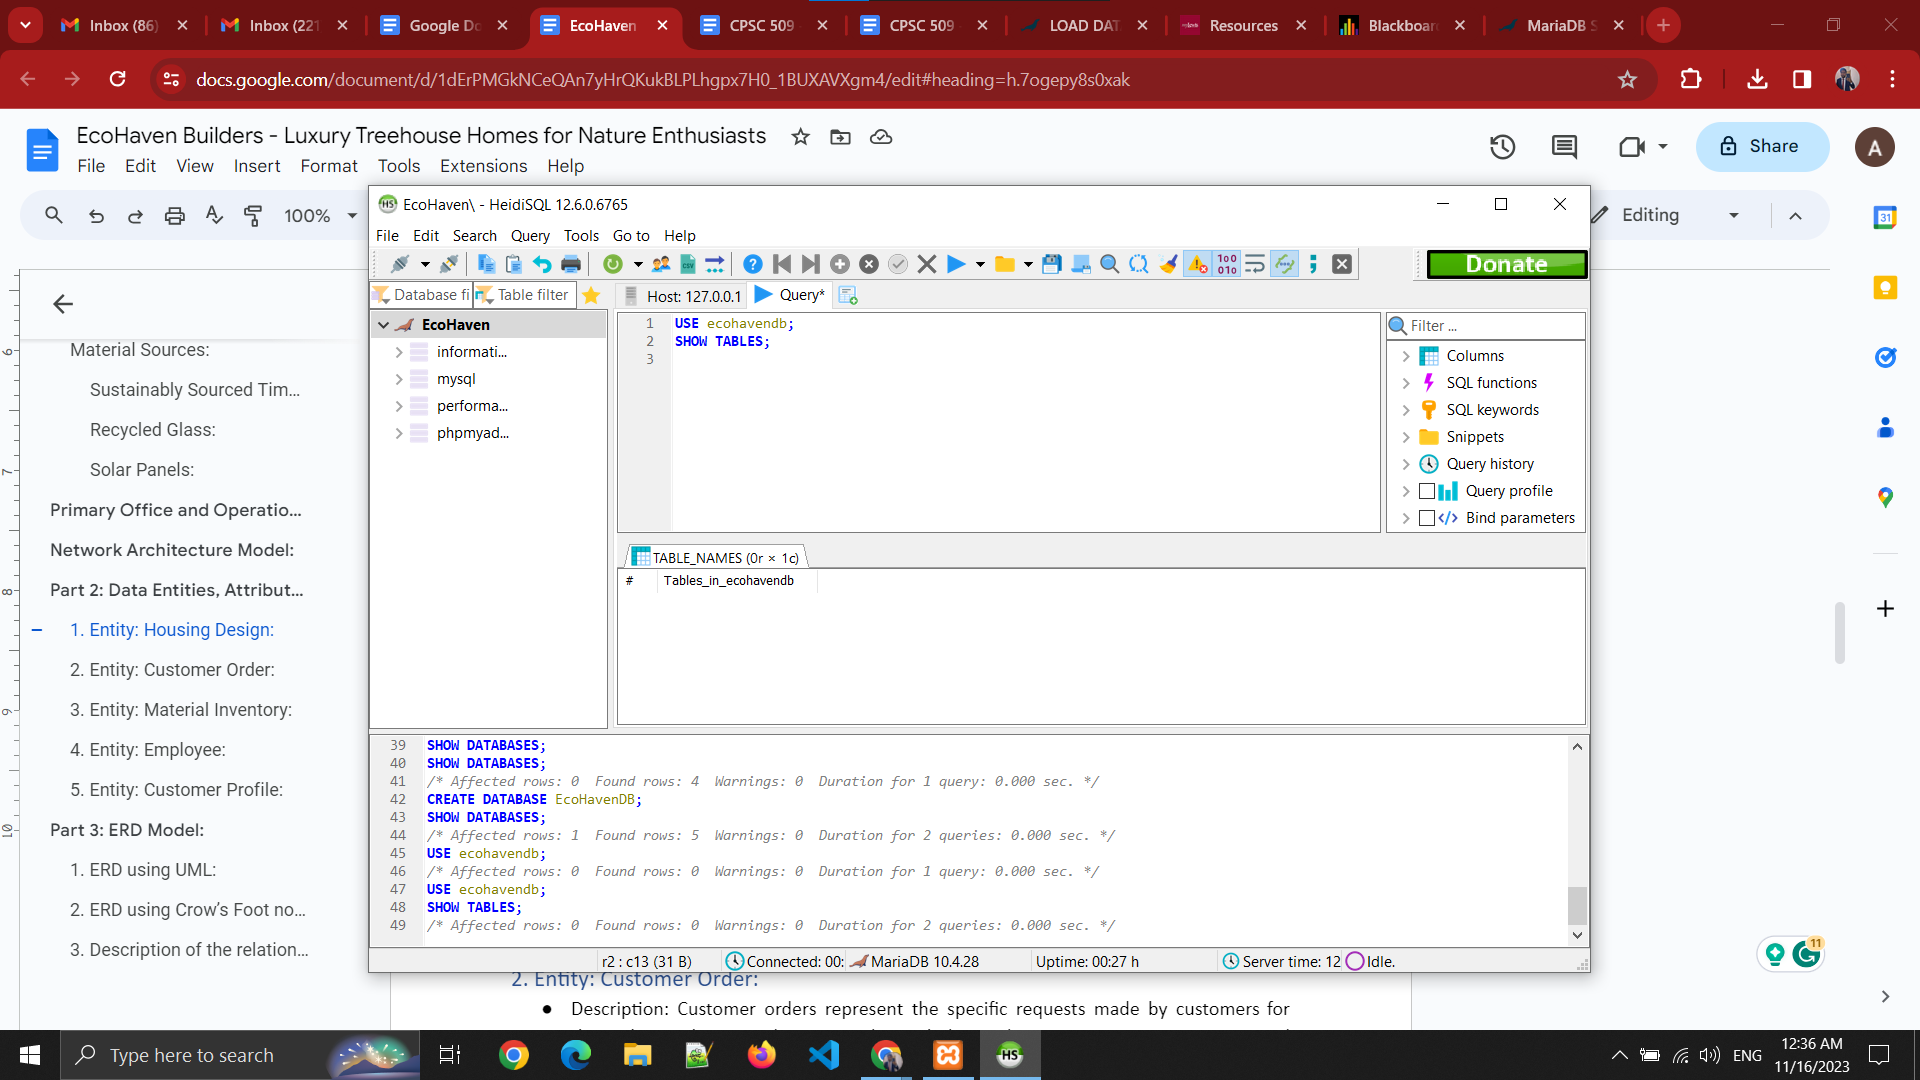 Inbox (86)
Inbox (221
Google Do
EcoHaven
CPSC 509
CPSC 509
LOAD DAT
Resources
Blackboar
MariaDB S
docs.google.com/document/d/1dErPMGkNCeQAn7yHrQKukBLPLhgpx7H0_1BUXAVXgm4/edit#heading=h.7ogepy8s0xak
EcoHaven Builders - Luxury Treehouse Homes for Nature Enthusiasts
File Edit View Insert Format Tools Extensions Help
Share
A
100%
Editing
31
Material Sources:
Sustainably Sourced Tim...
Recycled Glass:
Solar Panels:
Primary Office and Operatio...
Network Architecture Model:
Part 2: Data Entities, Attribut...
1. Entity: Housing Design:
2. Entity: Customer Order:
3. Entity: Material Inventory:
4. Entity: Employee:
5. Entity: Customer Profile:
Part 3: ERD Model:
1. ERD using UML:
2. ERD using Crow's Foot no...
3. Description of the relation...
6
7
8
9
10
HS EcoHaven\ - HeidiSQL 12.6.0.6765
File Edit Search Query Tools Go to Help
Donate
Database fi
Table filter
Host: 127.0.0.1
Query*
EcoHaven
informati...
mysql
performa...
phpmyad...
1 USE ecohavendb;
2 SHOW TABLES;
3
Filter ...
Columns
SQL functions
SQL keywords
Snippets
Query history
Query profile
Bind parameters
TABLE_NAMES (0r × 1c)
# Tables_in_ecohavendb
39 SHOW DATABASES;
40 SHOW DATABASES;
41 /* Affected rows: 0 Found rows: 4 Warnings: 0 Duration for 1 query: 0.000 sec. */
42 CREATE DATABASE EcoHavenDB;
43 SHOW DATABASES;
44 /* Affected rows: 1 Found rows: 5 Warnings: 0 Duration for 2 queries: 0.000 sec. */
45 USE ecohavendb;
46 /* Affected rows: 0 Found rows: 0 Warnings: 0 Duration for 1 query: 0.000 sec. */
47 USE ecohavendb;
48 SHOW TABLES;
49 /* Affected rows: 0 Found rows: 0 Warnings: 0 Duration for 2 queries: 0.000 sec. */
r2 : c13 (31 B)
Connected: 00:
MariaDB 10.4.28
Uptime: 00:27 h
Server time: 12
Idle.
2. Entity: Customer Order:
● Description: Customer orders represent the specific requests made by customers for
11
Type here to search
HS
ENG
12:36 AM
11/16/2023